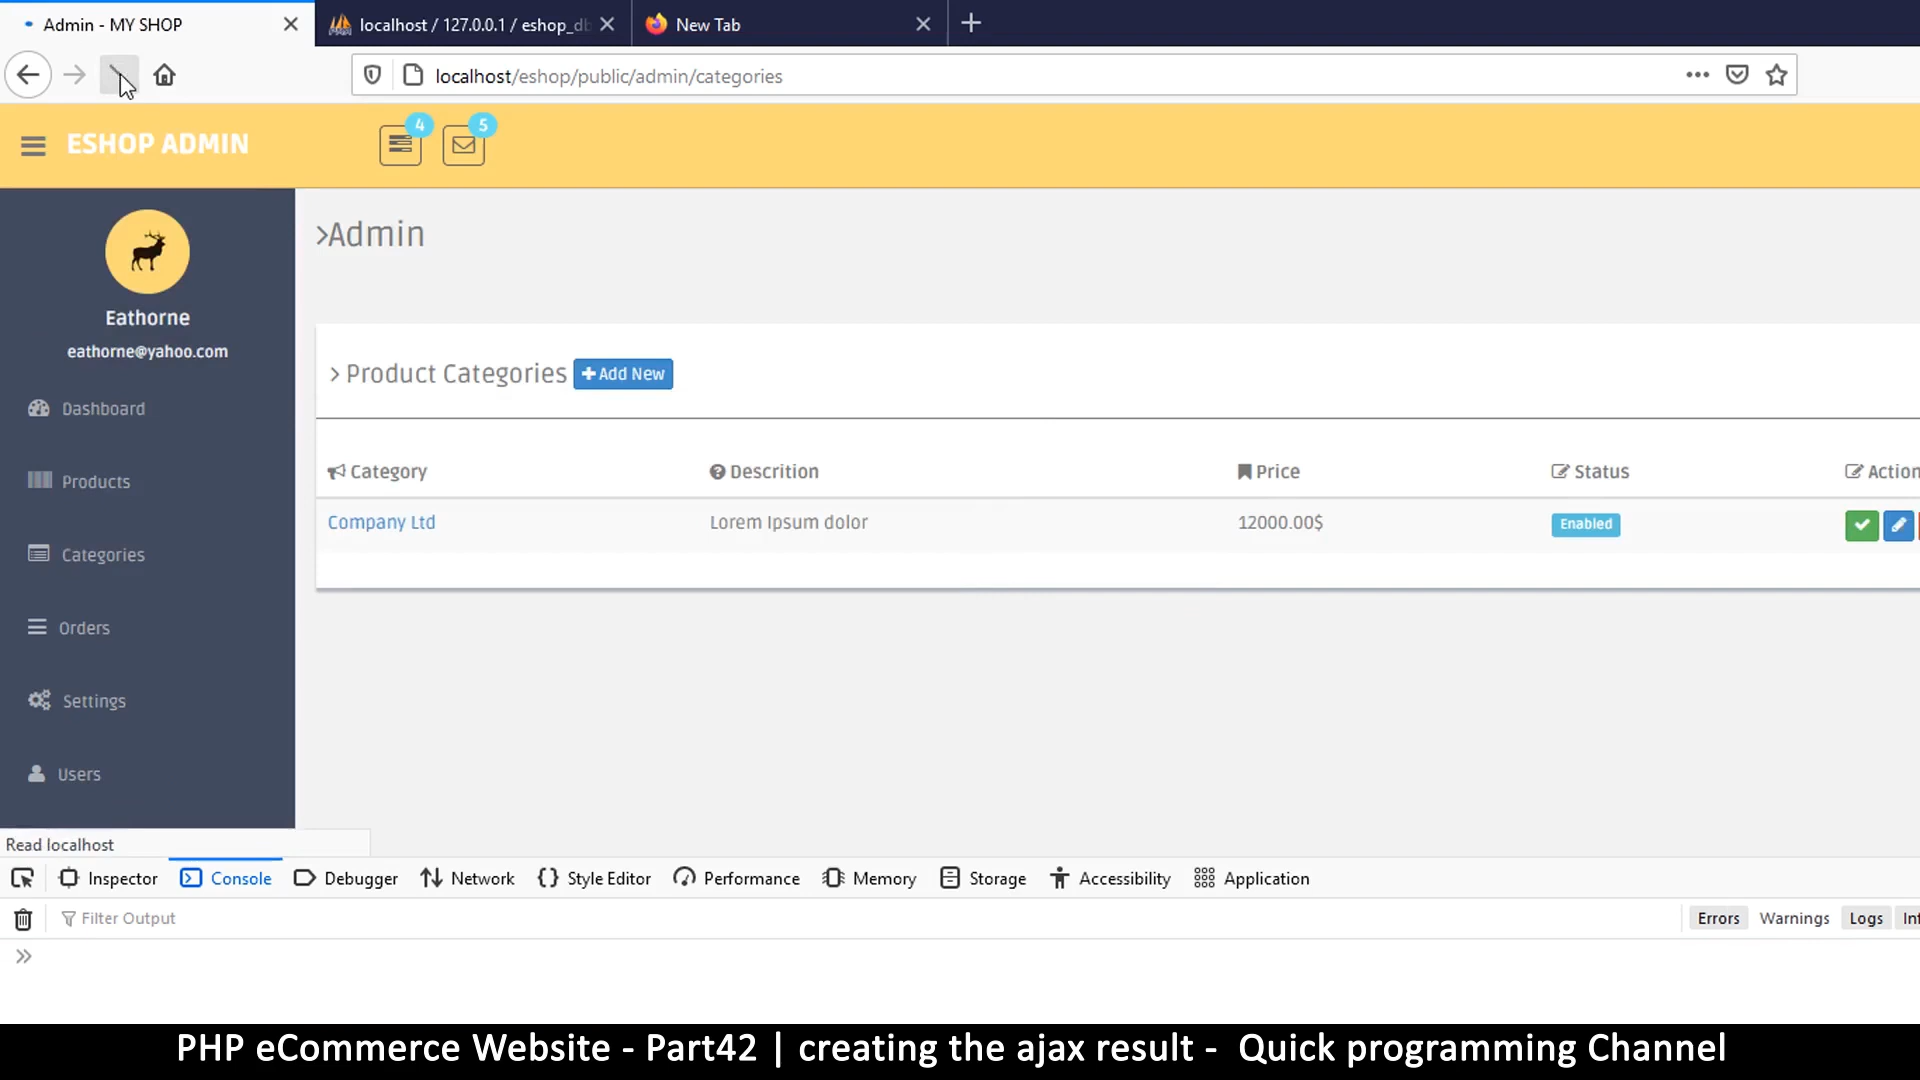 Admin - MY SHOP
localhost / 127.0.0.1 / eshop_db
New Tab
localhost/eshop/public/admin/categories
ESHOP ADMIN
4
5
Eathorne
eathorne@yahoo.com
Dashboard
Products
Categories
Orders
Settings
Users
>Admin
> Product Categories
Add New
Category
Descrition
Price
Status
Action
Company Ltd
Lorem Ipsum dolor
12000.00$
Enabled
Read localhost
Inspector
Console
Debugger
Network
Style Editor
Performance
Memory
Storage
Accessibility
Application
Filter Output
Errors
Warnings
Logs
PHP eCommerce Website - Part42 | creating the ajax result - Quick programming Channel